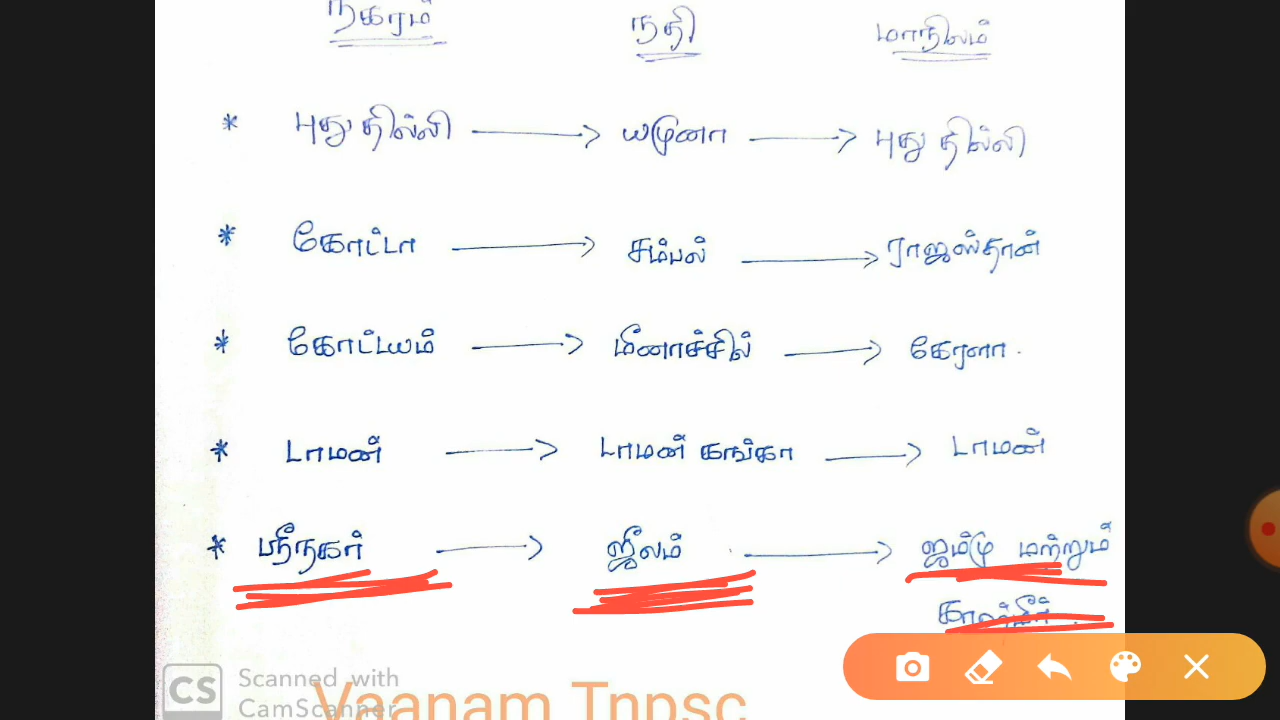 நகரம் நதி மாநிலம்
* புது தில்லி → யமுனா → புது தில்லி
* கோட்டா → சம்பல் → ராஜஸ்தான்
* கோட்டயம் → மீனாச்சில் → கேரளா.
* டாமன் → டாமன் கங்கா → டாமன்
* ஸ்ரீநகர் → ஜீலம் → ஜம்மு மற்றும்
காஷ்மீர்.
CS Scanned with
CamScanner
Vaanam Tnpsc